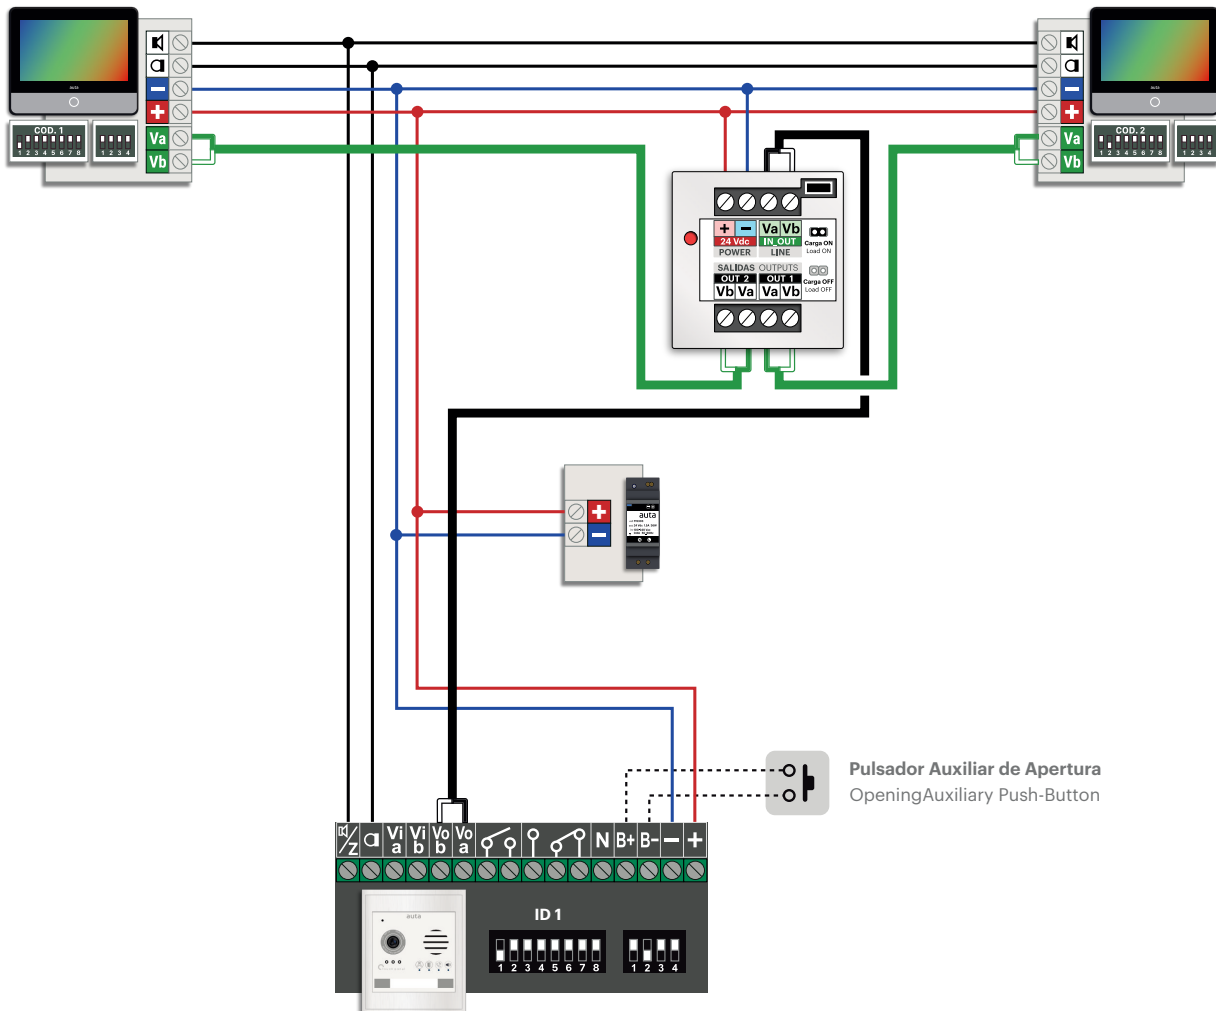 auta
COD. 1
1 2 3 4 5 6 7 8
1 2 3 4
−
+
Va
Vb
−
+
Va
Vb
auta
COD. 2
1 2 3 4 5 6 7 8
1 2 3 4
+ − Va Vb
24 Vdc IN_OUT
POWER LINE
Carga ON
Load ON
SALIDAS OUTPUTS
OUT 2 OUT 1
Vb Va Va Vb
Carga OFF
Load OFF
+
−
auta
Pulsador Auxiliar de Apertura
OpeningAuxiliary Push-Button
/Z Vi a Vi b Vo b Vo a N B+ B− − +
auta
ID 1
1 2 3 4 5 6 7 8
1 2 3 4